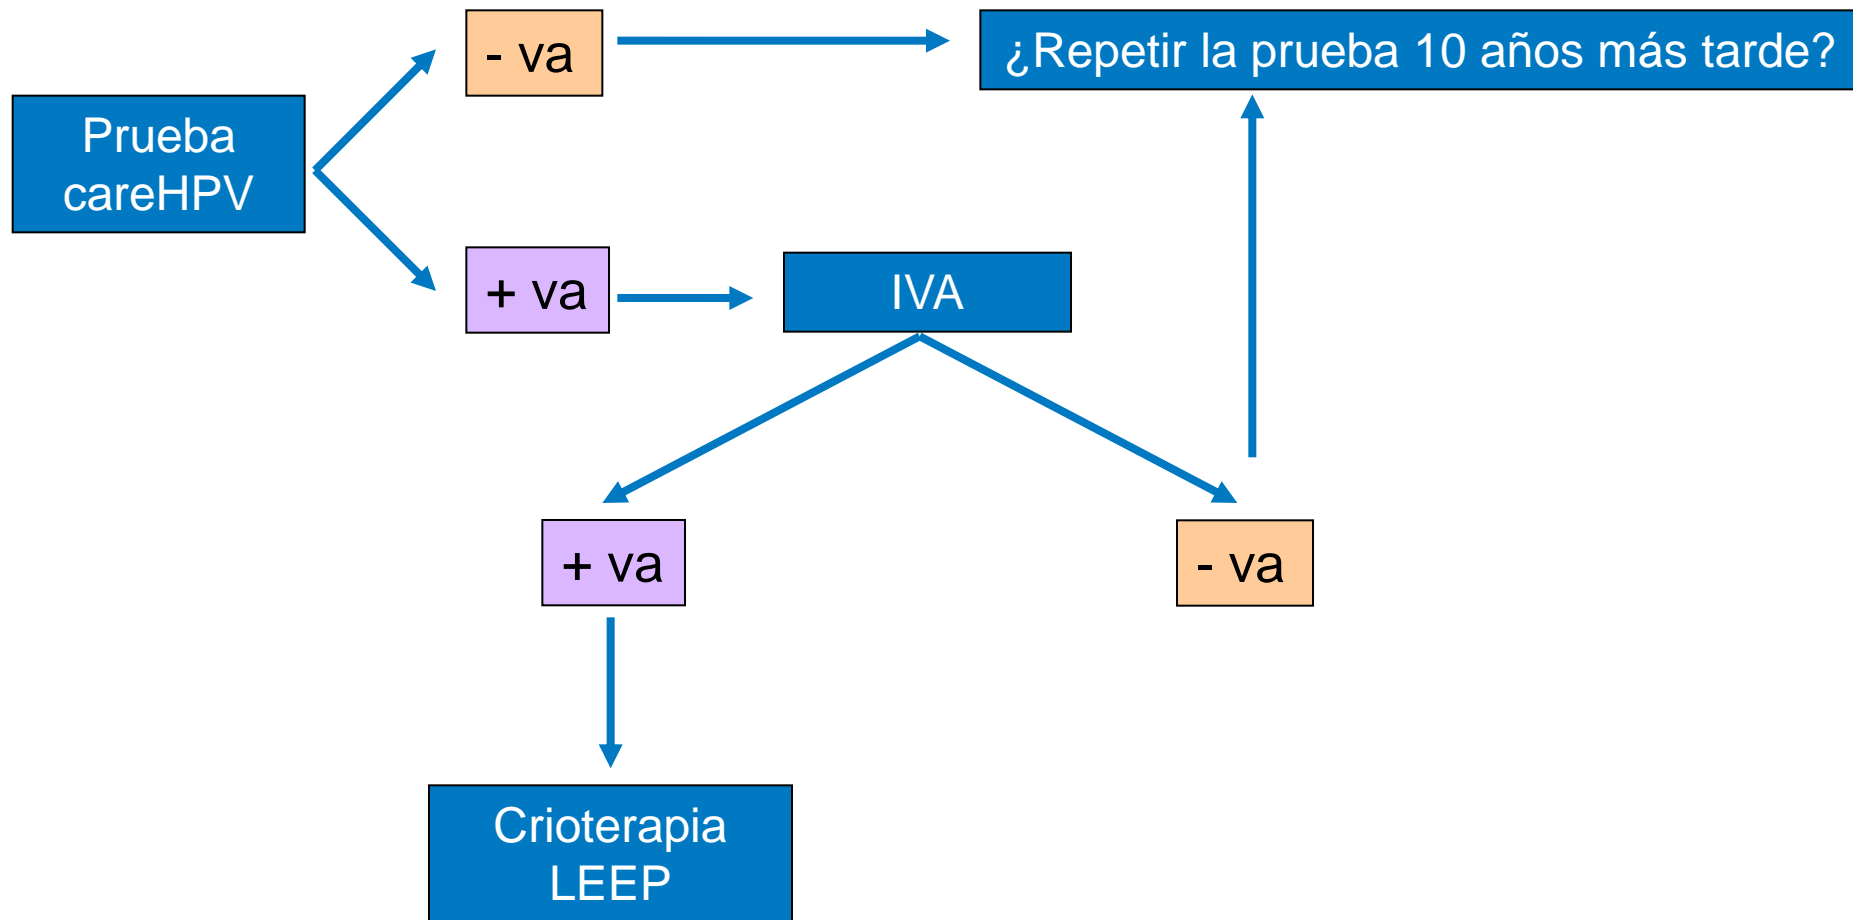 - va
¿Repetir la prueba 10 años más tarde?
Prueba
careHPV
+ va
IVA
+ va
- va
Crioterapia
LEEP